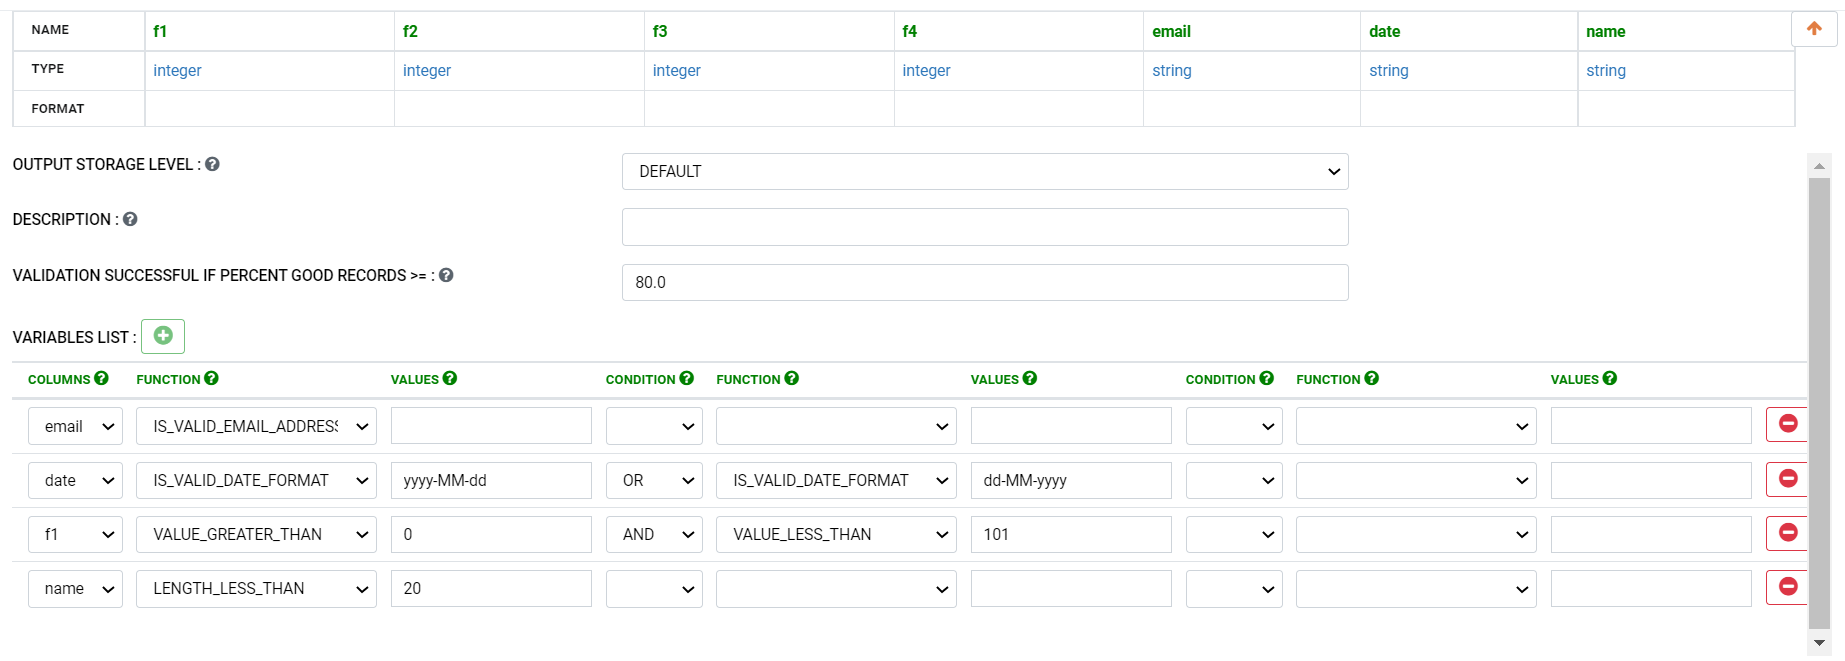 NAME f1 f2 f3 f4 email date name
TYPE integer integer integer integer string string string
FORMAT
OUTPUT STORAGE LEVEL : DEFAULT
DESCRIPTION :
VALIDATION SUCCESSFUL IF PERCENT GOOD RECORDS >= : 80.0
VARIABLES LIST :
COLUMNS FUNCTION VALUES CONDITION FUNCTION VALUES CONDITION FUNCTION VALUES
email IS_VALID_EMAIL_ADDRESS
date IS_VALID_DATE_FORMAT yyyy-MM-dd OR IS_VALID_DATE_FORMAT dd-MM-yyyy
f1 VALUE_GREATER_THAN 0 AND VALUE_LESS_THAN 101
name LENGTH_LESS_THAN 20